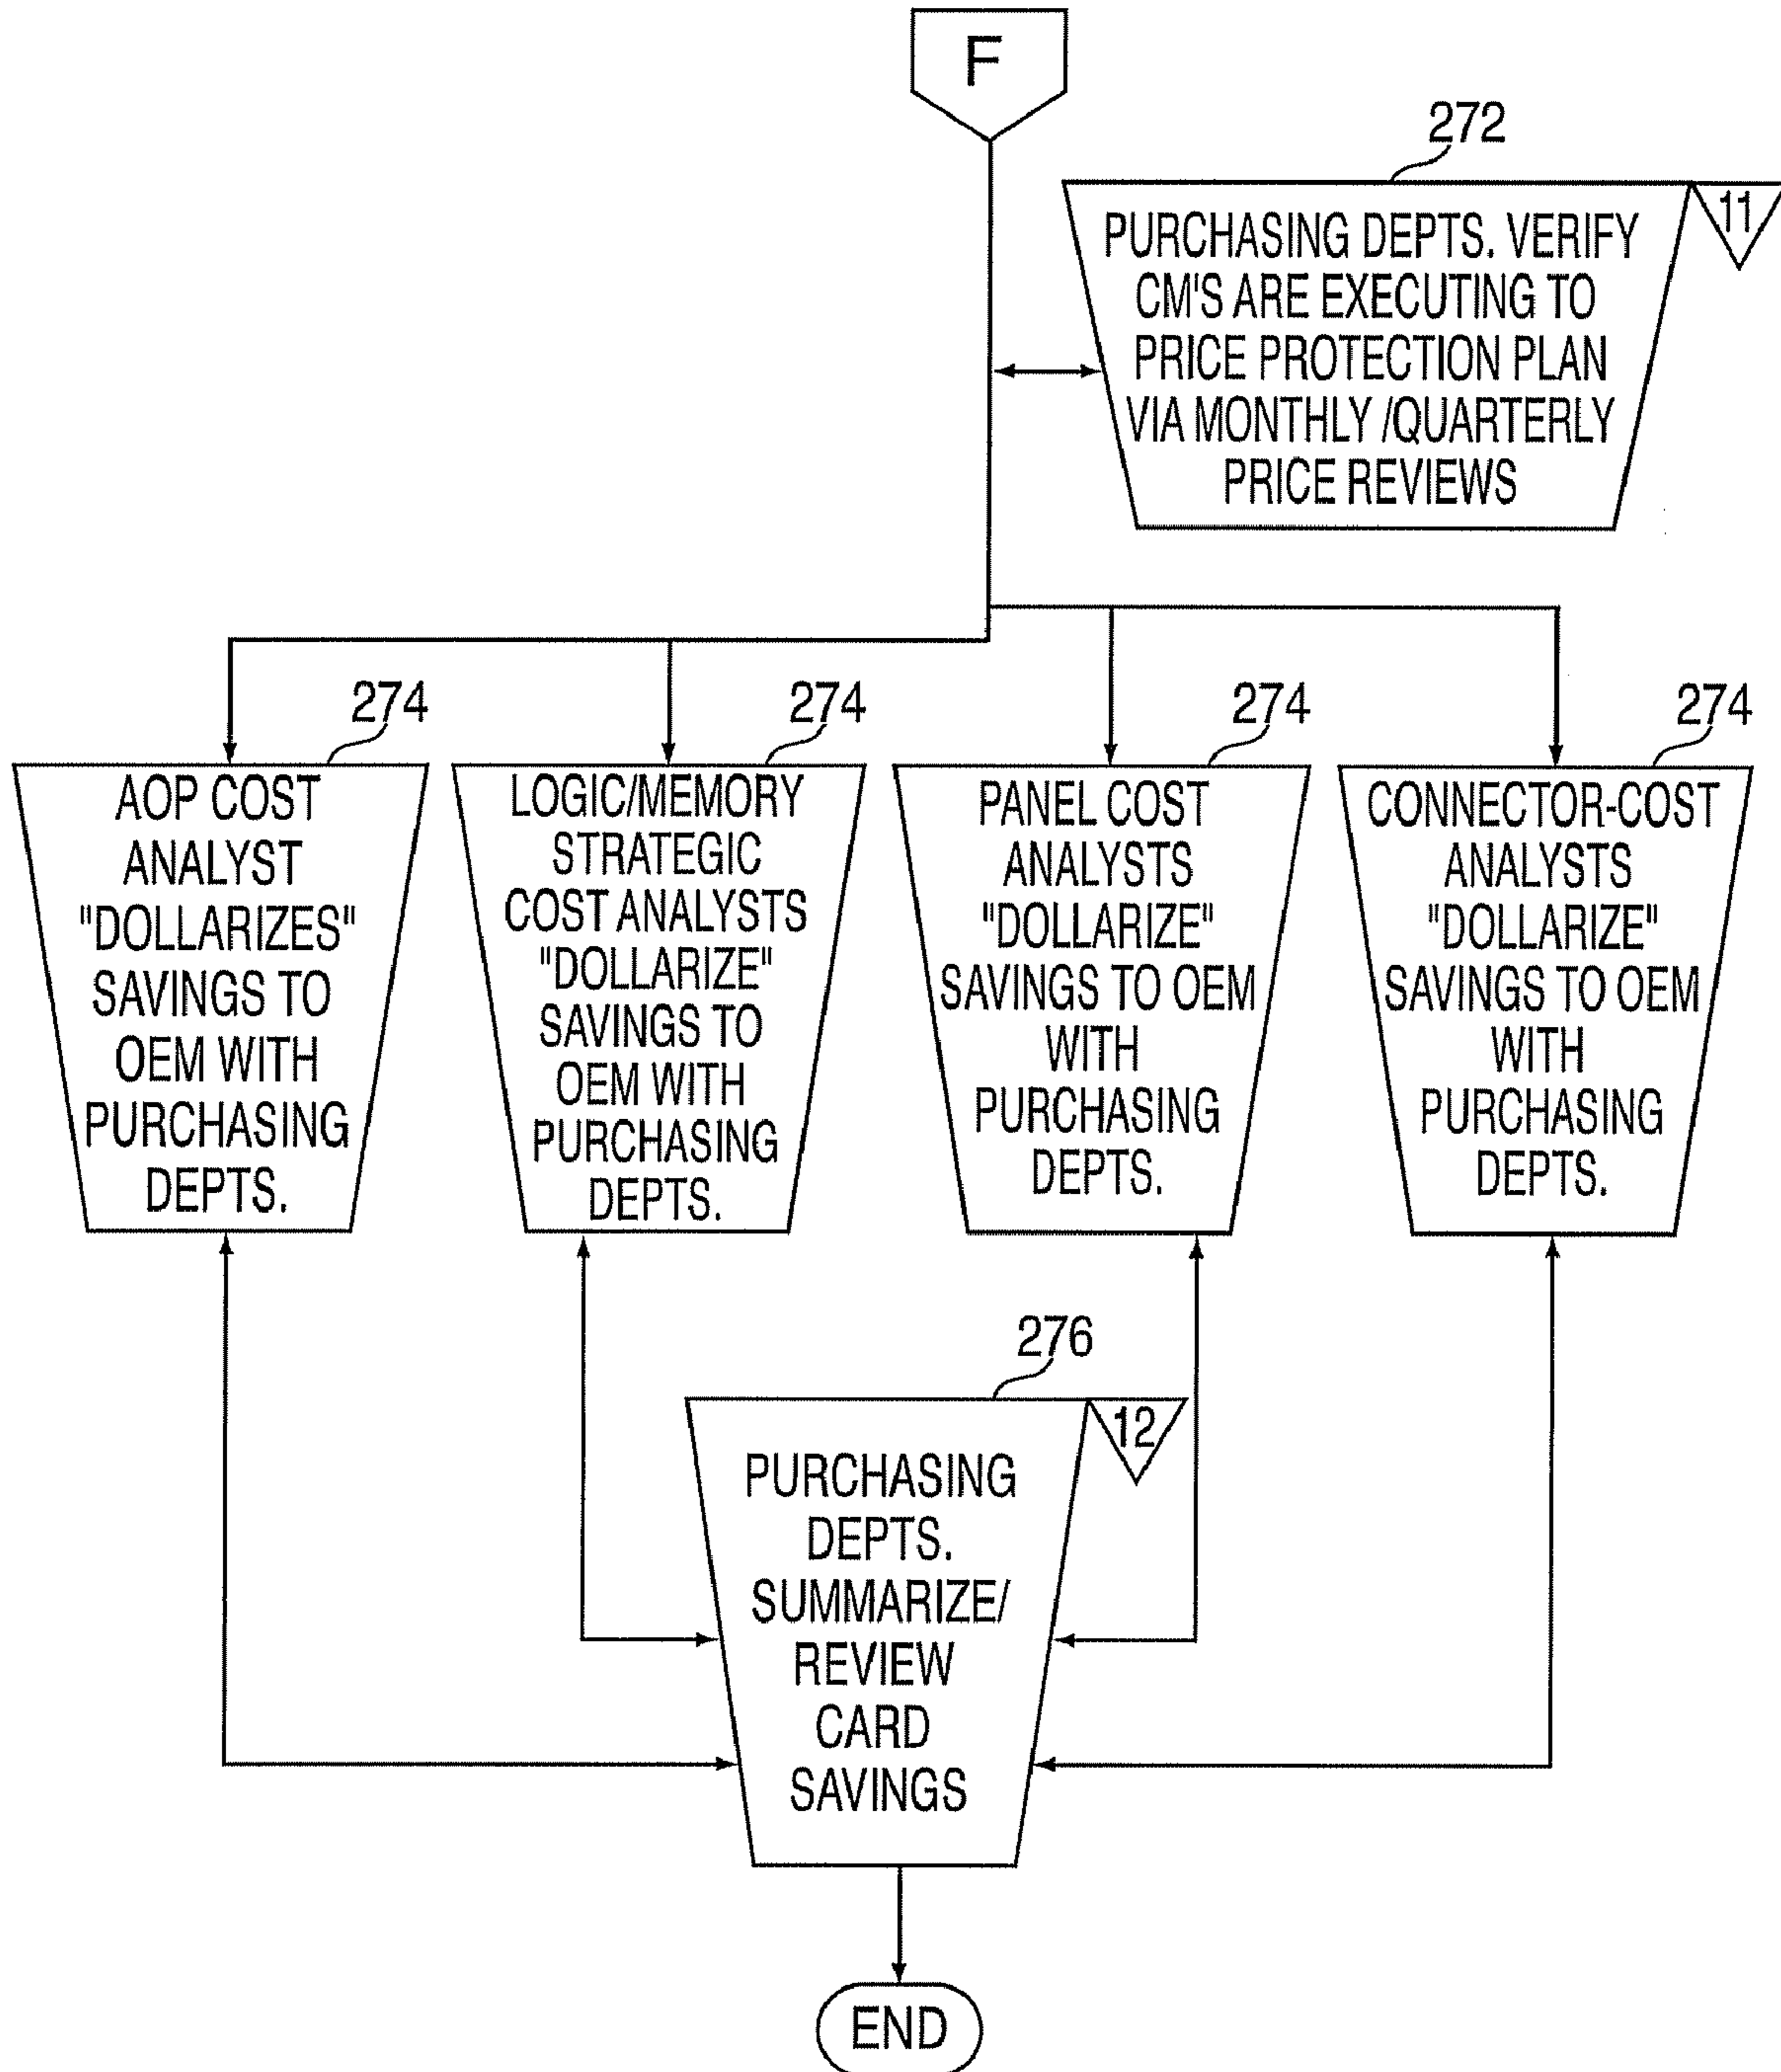 F
272
11
PURCHASING DEPTS. VERIFY
CM'S ARE EXECUTING TO
PRICE PROTECTION PLAN
VIA MONTHLY /QUARTERLY
PRICE REVIEWS
274
AOP COST
ANALYST
"DOLLARIZES"
SAVINGS TO
OEM WITH
PURCHASING
DEPTS.
274
LOGIC/MEMORY
STRATEGIC
COST ANALYSTS
"DOLLARIZE"
SAVINGS TO
OEM WITH
PURCHASING
DEPTS.
274
PANEL COST
ANALYSTS
"DOLLARIZE"
SAVINGS TO OEM
WITH
PURCHASING
DEPTS.
274
CONNECTOR-COST
ANALYSTS
"DOLLARIZE"
SAVINGS TO OEM
WITH
PURCHASING
DEPTS.
276
12
PURCHASING
DEPTS.
SUMMARIZE/
REVIEW
CARD
SAVINGS
END